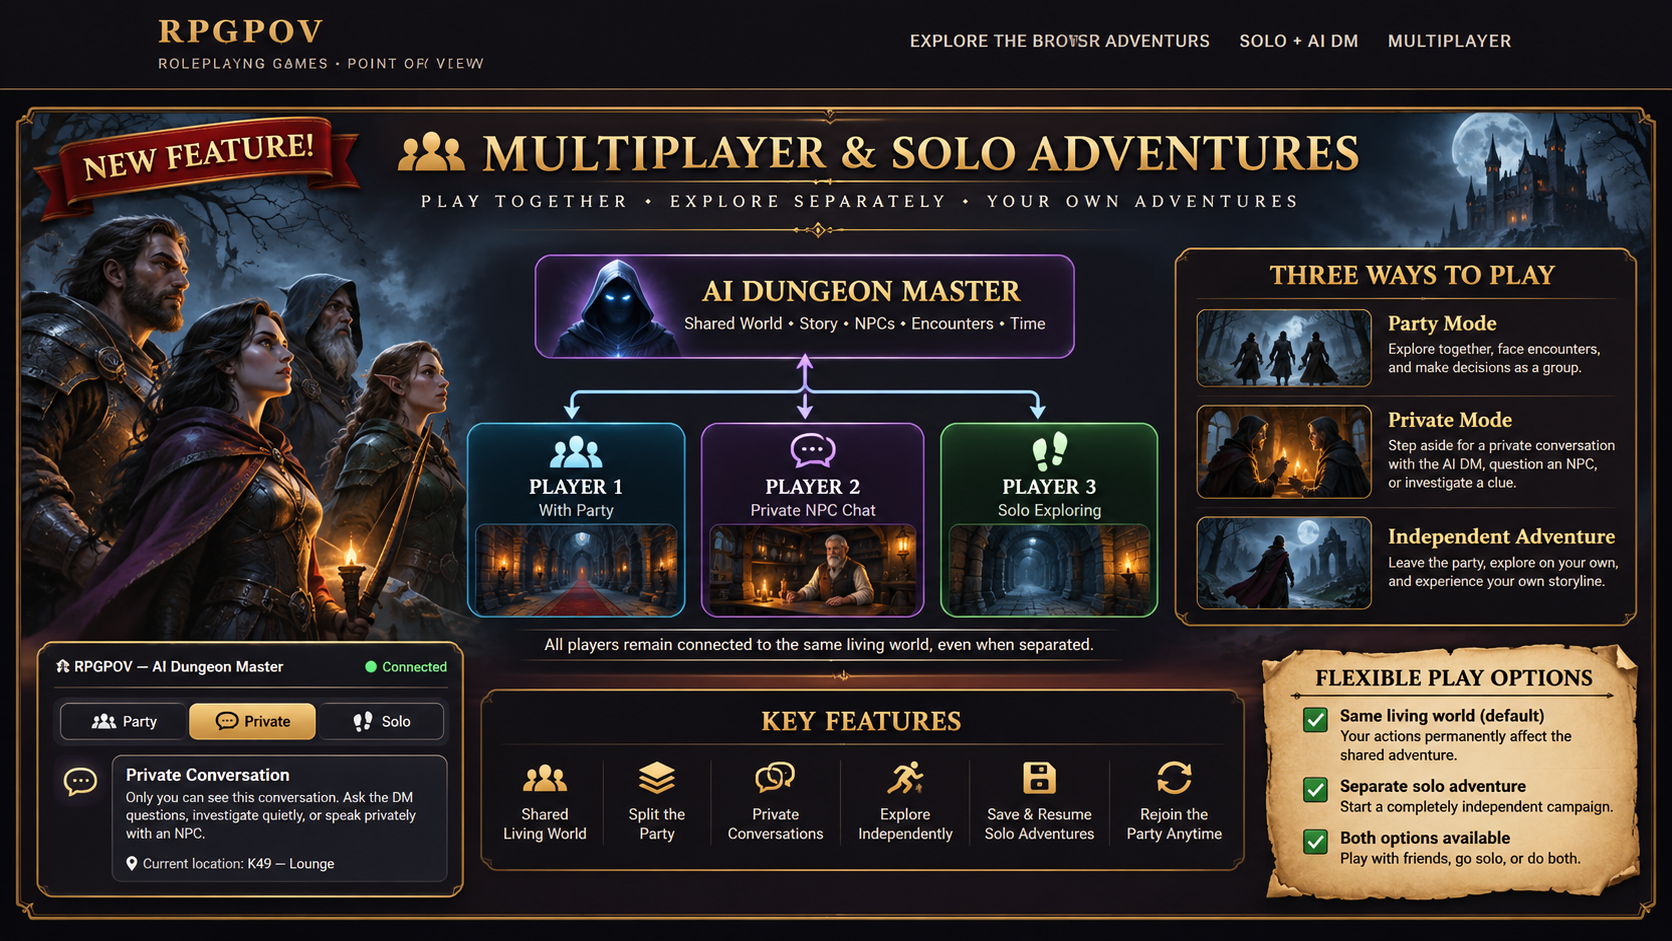 RPGPOV
ROLEPLAYNG GAMES • POINT OF VIEW
EXPLORE THE ADVENTURS
SOLO + AI DM
MULTIPLAYER
NEW FEATURE!
MULTIPLAYER & SOLO ADVENTURES
PLAY TOGETHER • EXPLORE SEPARATELY • YOUR OWN ADVENTURES
AI DUNGEON MASTER
Shared World • Story • NPCs • Encounters • Time
PLAYER 1
With Party
PLAYER 2
Private NPC Chat
PLAYER 3
Solo Exploring
All players remain connected to the same living world, even when separated.
THREE WAYS TO PLAY
Party Mode
Explore together, face encounters,
and make decisions as a group.
Private Mode
Step aside for a private conversation
with the AI DM, question an NPC,
or investigate a clue.
Independent Adventure
Leave the party, explore on your own,
and experience your own storyline.
RPGPOV — AI Dungeon Master
Connected
Party
Private
Solo
Private Conversation
Only you can see this conversation. Ask the DM
questions, investigate quietly, or speak privately
with an NPC.
Current location: K49 — Lounge
KEY FEATURES
Shared
Living World
Split the
Party
Private
Conversations
Explore
Independently
Save & Resume
Solo Adventures
Rejoin the
Party Anytime
FLEXIBLE PLAY OPTIONS
Same living world (default)
Your actions permanently affect the
shared adventure.
Separate solo adventure
Start a completely independent campaign.
Both options available
Play with friends, go solo, or do both.